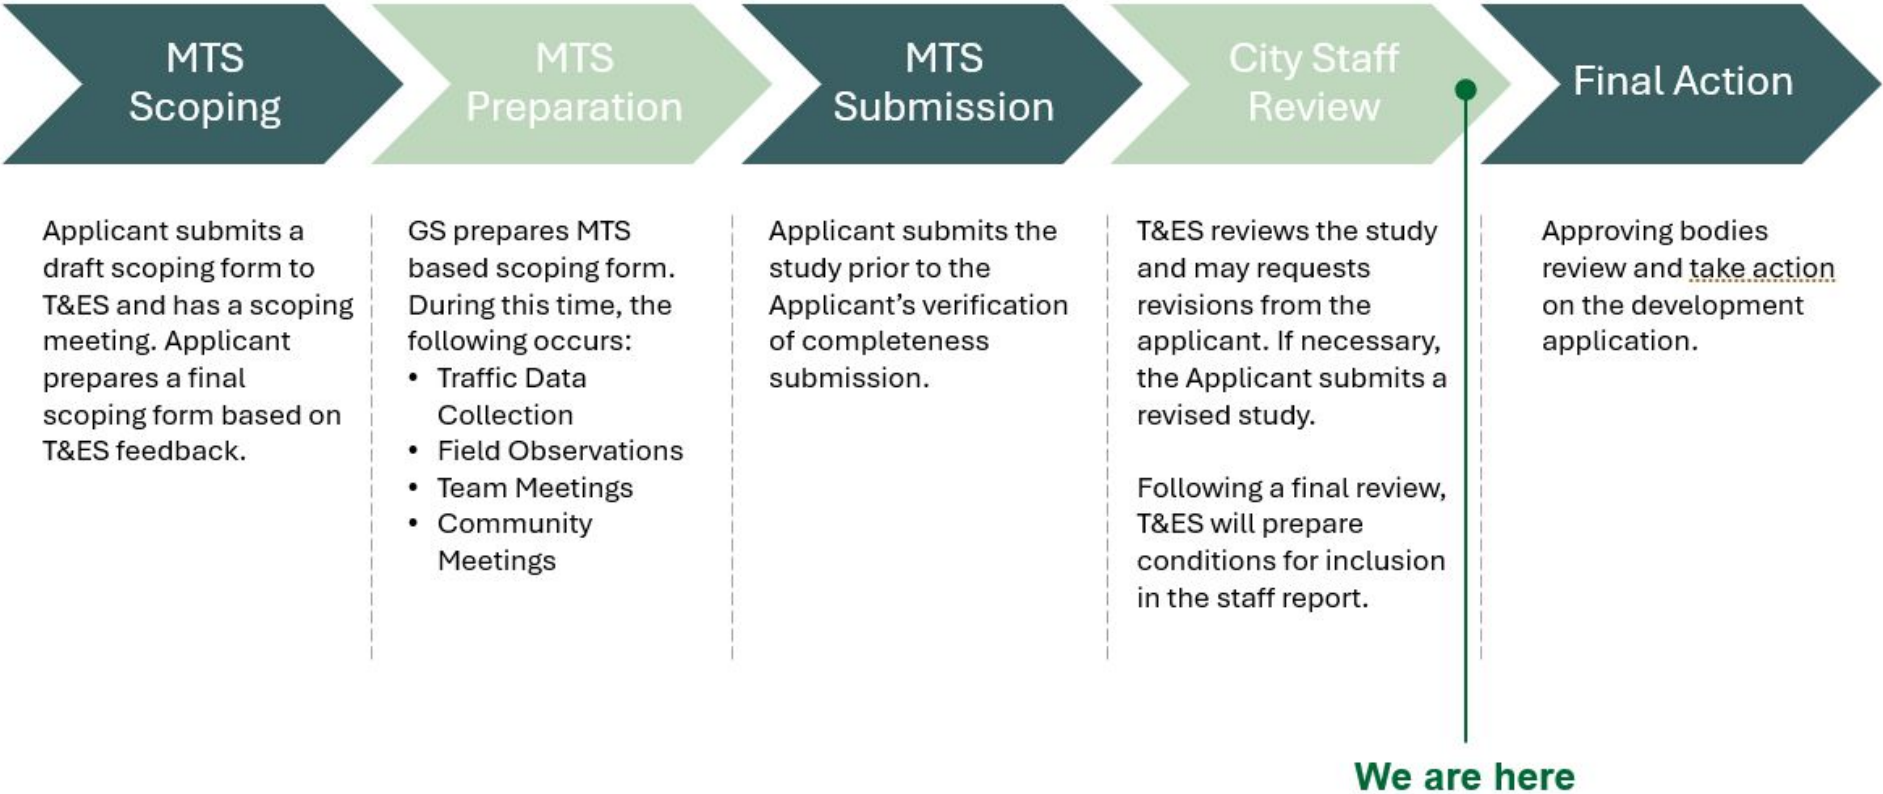 MTS
Scoping
MTS
Preparation
MTS
Submission
City Staff
Review
Final Action
Applicant submits a
draft scoping form to
T&ES and has a scoping
meeting. Applicant
prepares a final
scoping form based on
T&ES feedback.
GS prepares MTS
based scoping form.
During this time, the
following occurs:
• Traffic Data
Collection
• Field Observations
• Team Meetings
• Community
Meetings
Applicant submits the
study prior to the
Applicant’s verification
of completeness
submission.
T&ES reviews the study
and may requests
revisions from the
applicant. If necessary,
the Applicant submits a
revised study.
Following a final review,
T&ES will prepare
conditions for inclusion
in the staff report.
Approving bodies
review and take action
on the development
application.
We are here